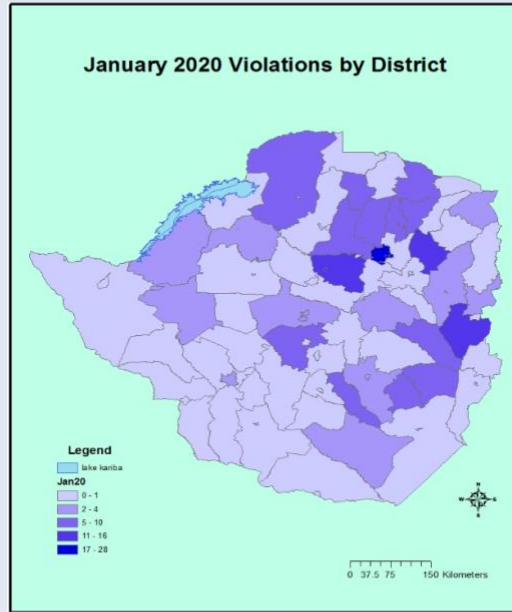 January 2020 Violations by District
Legend
lake kariba
Jan20
0 - 1
2 - 4
5 - 10
11 - 16
17 - 28
N
W
E
S
0 37.5 75 150 Kilometers